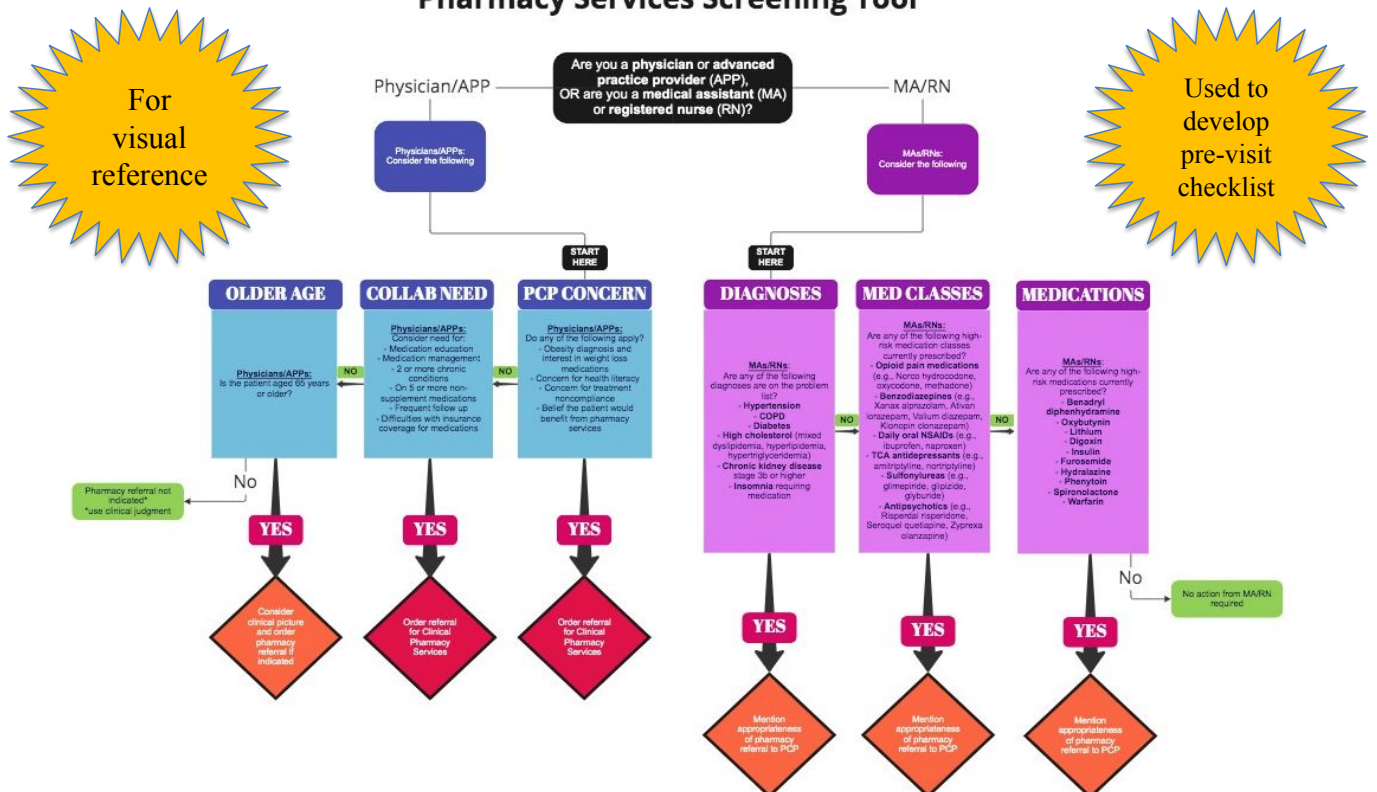 Pharmacy Services Screening Tool
For
visual
reference
Used to
develop
pre-visit
checklist
Are you a physician or advanced
practice provider (APP),
OR are you a medical assistant (MA)
or registered nurse (RN)?
Physician/APP
MA/RN
Physicians/APPs:
Consider the following
MAs/RNs:
Consider the following
START
HERE
START
HERE
OLDER AGE
Physicians/APPs:
Is the patient aged 65 years
or older?
NO
COLLAB NEED
Physicians/APPs:
Consider need for:
- Medication education
- Medication management
- 2 or more chronic
conditions
- On 5 or more non-
supplement medications
- Frequent follow up
- Difficulties with insurance
coverage for medications
NO
PCP CONCERN
Physicians/APPs:
Do any of the following apply?
- Obesity diagnosis and
interest in weight loss
medications
- Concern for health literacy
- Concern for treatment
noncompliance
- Belief the patient would
benefit from pharmacy
services
DIAGNOSES
MAs/RNs:
Are any of the following
diagnoses are on the problem
list?
- Hypertension
- COPD
- Diabetes
- High cholesterol (mixed
dyslipidemia, hyperlipidemia,
hypertriglyceridemia)
- Chronic kidney disease
stage 3b or higher
- Insomnia requiring
medication
NO
MED CLASSES
MAs/RNs:
Are any of the following high-
risk medication classes
currently prescribed?
- Opioid pain medications
(e.g., Norco hydrocodone,
oxycodone, methadone)
- Benzodiazepines (e.g.,
Xanax alprazolam, Ativan
lorazepam, Valium diazepam,
Klonopin clonazepam)
- Daily oral NSAIDs (e.g.,
ibuprofen, naproxen)
- TCA antidepressants (e.g.,
amitriptyline, nortriptyline)
- Sulfonylureas (e.g.,
glimepiride, glipizide,
glyburide)
- Antipsychotics (e.g.,
Risperdal risperidone,
Seroquel quetiapine, Zyprexa
olanzapine)
NO
MEDICATIONS
MAs/RNs:
Are any of the following high-
risk medications currently
prescribed?
- Benadryl
diphenhydramine
- Oxybutynin
- Lithium
- Digoxin
- Insulin
- Furosemide
- Hydralazine
- Phenytoin
- Spironolactone
- Warfarin
No
Pharmacy referral not
indicated*
*use clinical judgment
YES
YES
YES
Consider
clinical picture
and order
pharmacy
referral if
indicated
Order referral
for Clinical
Pharmacy
Services
Order referral
for Clinical
Pharmacy
Services
No
No action from MA/RN
required
YES
YES
YES
Mention
appropriateness
of pharmacy
referral to PCP
Mention
appropriateness
of pharmacy
referral to PCP
Mention
appropriateness
of pharmacy
referral to PCP